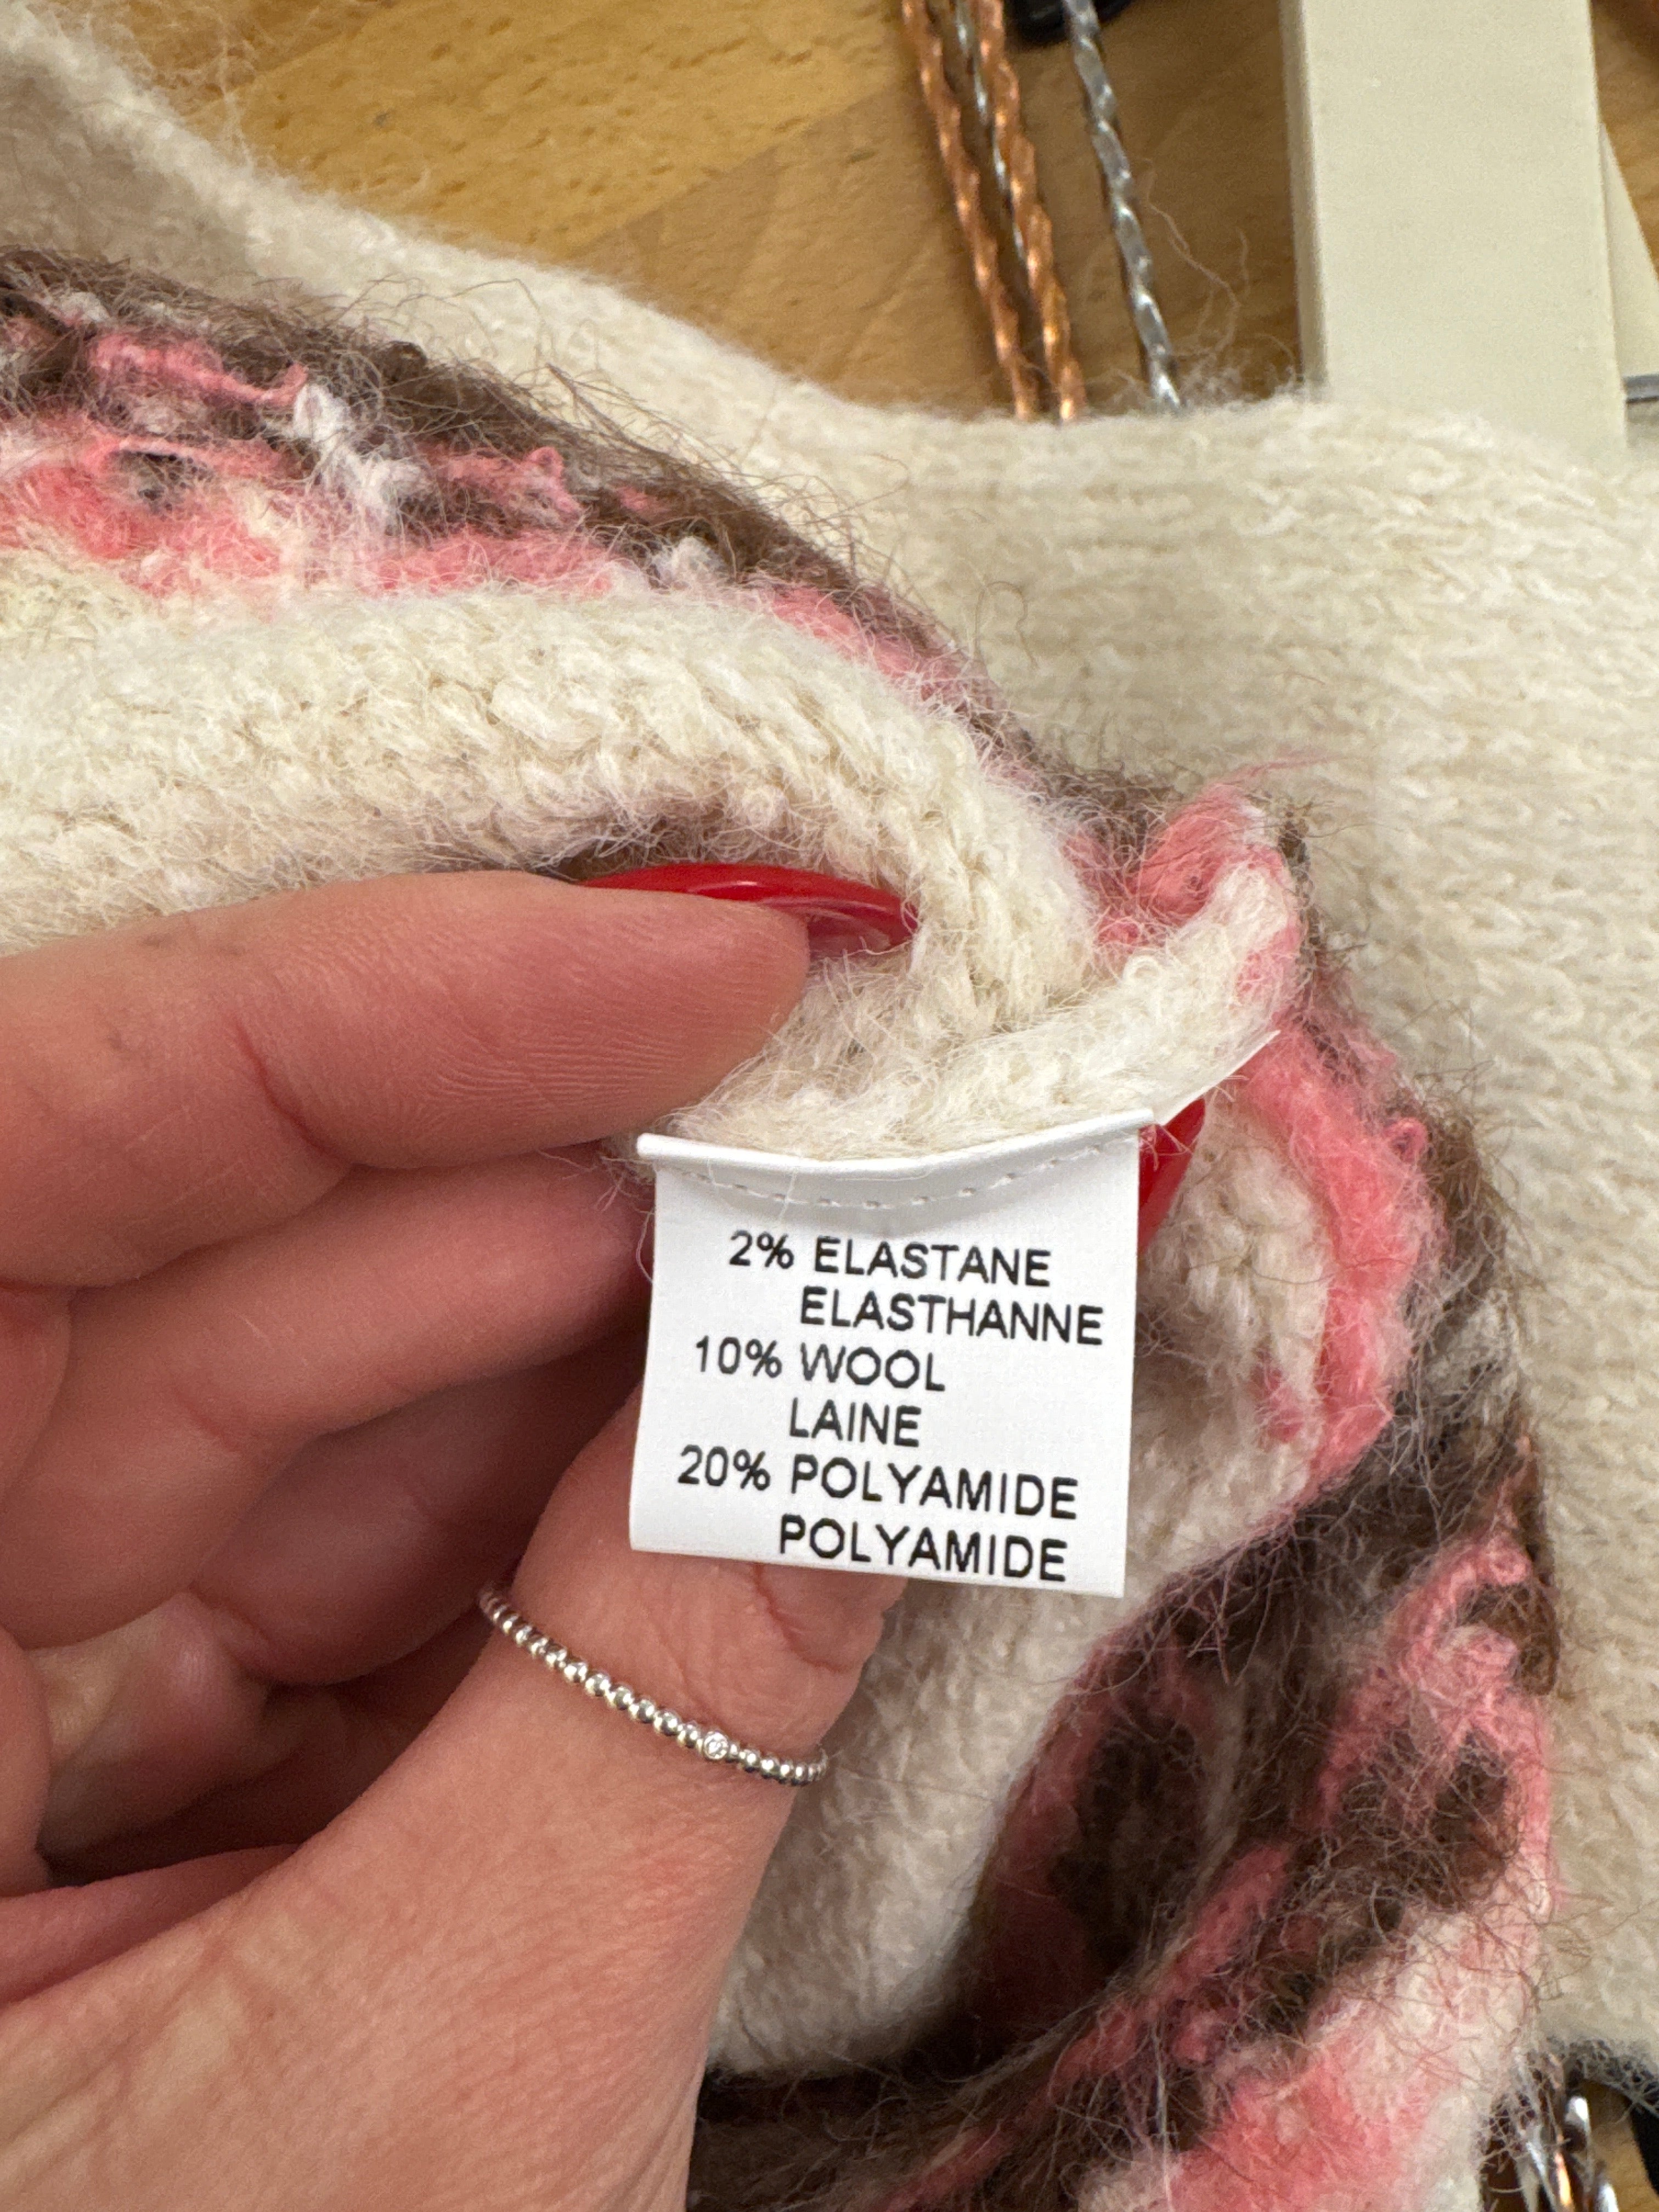 2% ELASTANE
ELASTHANNE
10% WOOL
LAINE
20% POLYAMIDE
POLYAMIDE